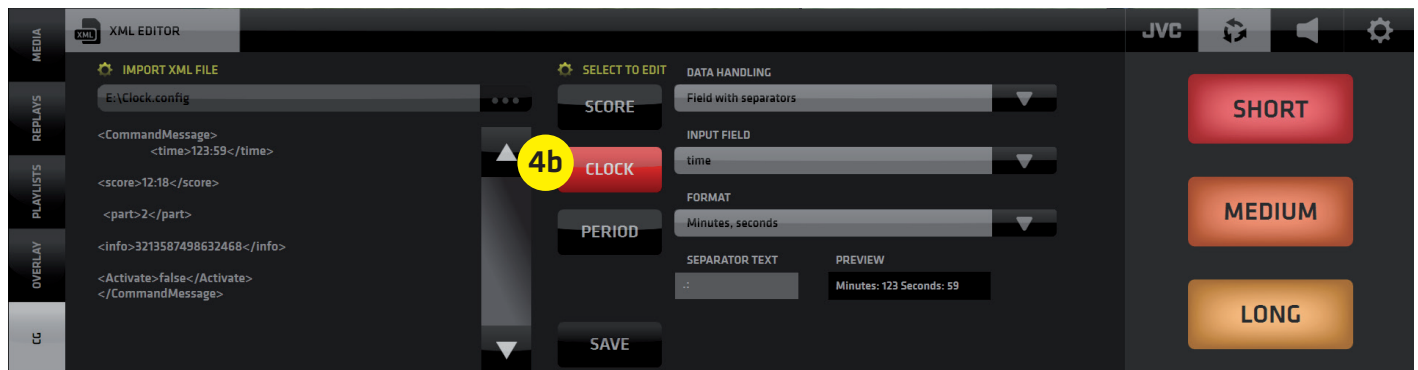 MEDIA
REPLAYS
PLAYLISTS
OVERLAY
CG
XML
XML EDITOR
IMPORT XML FILE
E:\Clock.config
<CommandMessage>
<time>123:59</time>
<score>12:18</score>
<part>2</part>
<info>3213587498632468</info>
<Activate>false</Activate>
</CommandMessage>
4b
SELECT TO EDIT
SCORE
CLOCK
PERIOD
SAVE
DATA HANDLING
Field with separators
INPUT FIELD
time
FORMAT
Minutes, seconds
SEPARATOR TEXT
.:
PREVIEW
Minutes: 123 Seconds: 59
JVC
SHORT
MEDIUM
LONG